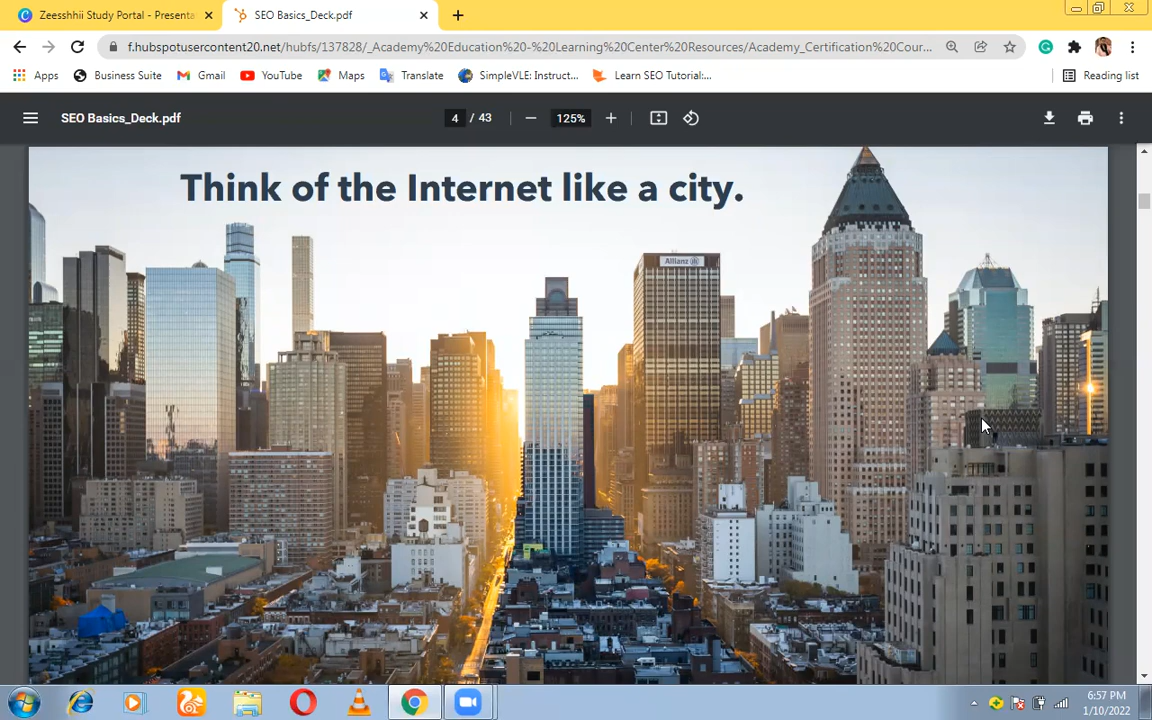 Zeesshhii Study Portal - Presenta
SEO Basics_Deck.pdf
f.hubspotusercontent20.net/hubfs/137828/_Academy%20Education%20-%20Learning%20Center%20Resources/Academy_Certification%20Cour...
Apps
Business Suite
Gmail
YouTube
Maps
Translate
SimpleVLE: Instruct...
Learn SEO Tutorial:...
Reading list
SEO Basics_Deck.pdf
4 / 43
125%
Think of the Internet like a city.
Allianz
6:57 PM
1/10/2022